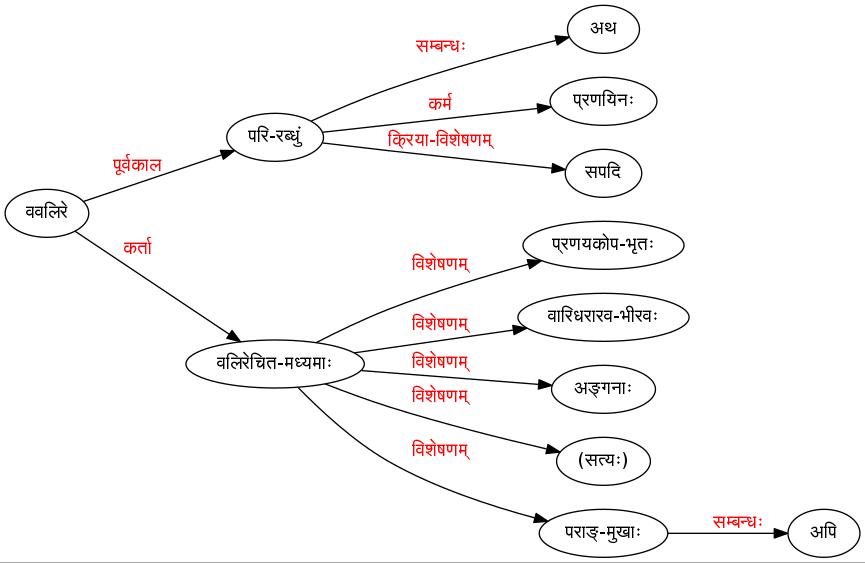 अथ
सम्बन्धः
प्रणयिनः
कर्म
परि-रब्धुं
क्रिया-विशेषणम्
पूर्वकाल
सपदि
ववलिरे
कर्ता
प्रणयकोप-भृतः
विशेषणम्
वारिधरारव-भीरवः
विशेषणम्
वलिरेचित-मध्यमाः
विशेषणम्
अङ्गनाः
विशेषणम्
विशेषणम्
(सत्यः)
पराङ्-मुखाः
सम्बन्धः
अपि